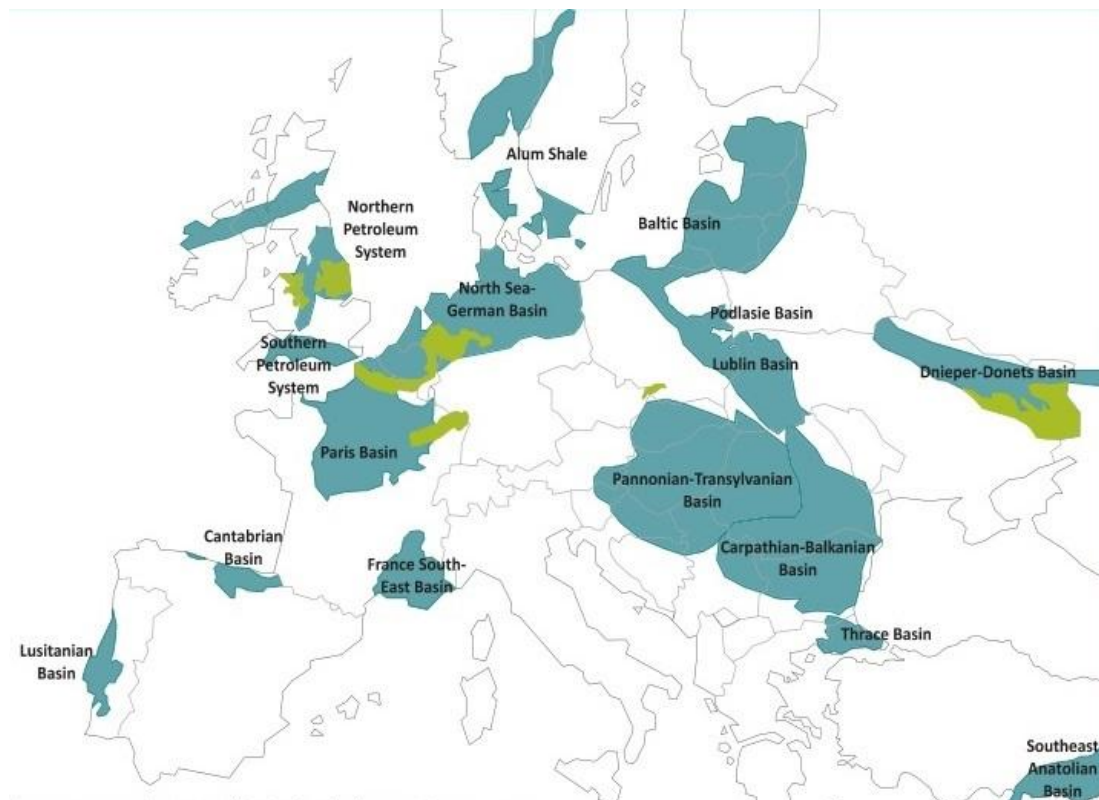 Alum Shale
Northern
Petroleum
System
Baltic Basin
North Sea-
German Basin
Podlasie Basin
Southern
Petroleum
System
Lublin Basin
Dnieper-Donets Basin
Paris Basin
Pannonian-Transylvanian
Basin
Cantabrian
Basin
Carpathian-Balkanian
Basin
France South-
East Basin
Thrace Basin
Lusitanian
Basin
Southeast
Anatolian
Basin